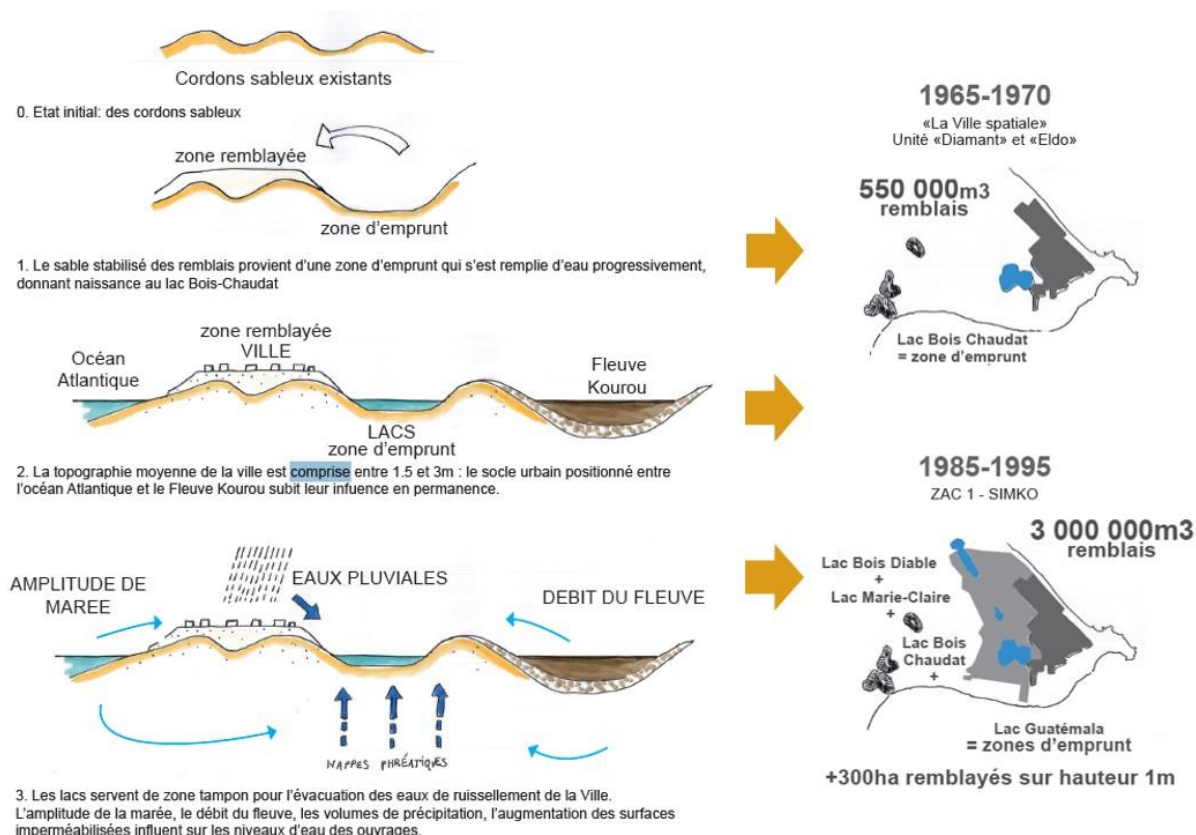 Cordons sableux existants
0. Etat initial: des cordons sableux
zone remblayée
zone d'emprunt
1. Le sable stabilisé des remblais provient d'une zone d'emprunt qui s'est remplie d'eau progressivement,
donnant naissance au lac Bois-Chaudat
zone remblayée
VILLE
Océan
Atlantique
Fleuve
Kourou
LACS
zone d'emprunt
2. La topographie moyenne de la ville est comprise entre 1.5 et 3m : le socle urbain positionné entre
l'océan Atlantique et le Fleuve Kourou subit leur infuence en permanence.
AMPLITUDE DE
MAREE
EAUX PLUVIALES
DEBIT DU FLEUVE
NAPPES PHRÉATIQUES
3. Les lacs servent de zone tampon pour l'évacuation des eaux de ruissellement de la Ville.
L'amplitude de la marée, le débit du fleuve, les volumes de précipitation, l'augmentation des surfaces
imperméabilisées influent sur les niveaux d'eau des ouvrages.
1965-1970
«La Ville spatiale»
Unité «Diamant» et «Eldo»
550 000m3
remblais
Lac Bois Chaudat
= zone d'emprunt
1985-1995
ZAC 1 - SIMKO
3 000 000m3
remblais
Lac Bois Diable
+
Lac Marie-Claire
+
Lac Bois
Chaudat
+
Lac Guatémala
= zones d'emprunt
+300ha remblayés sur hauteur 1m